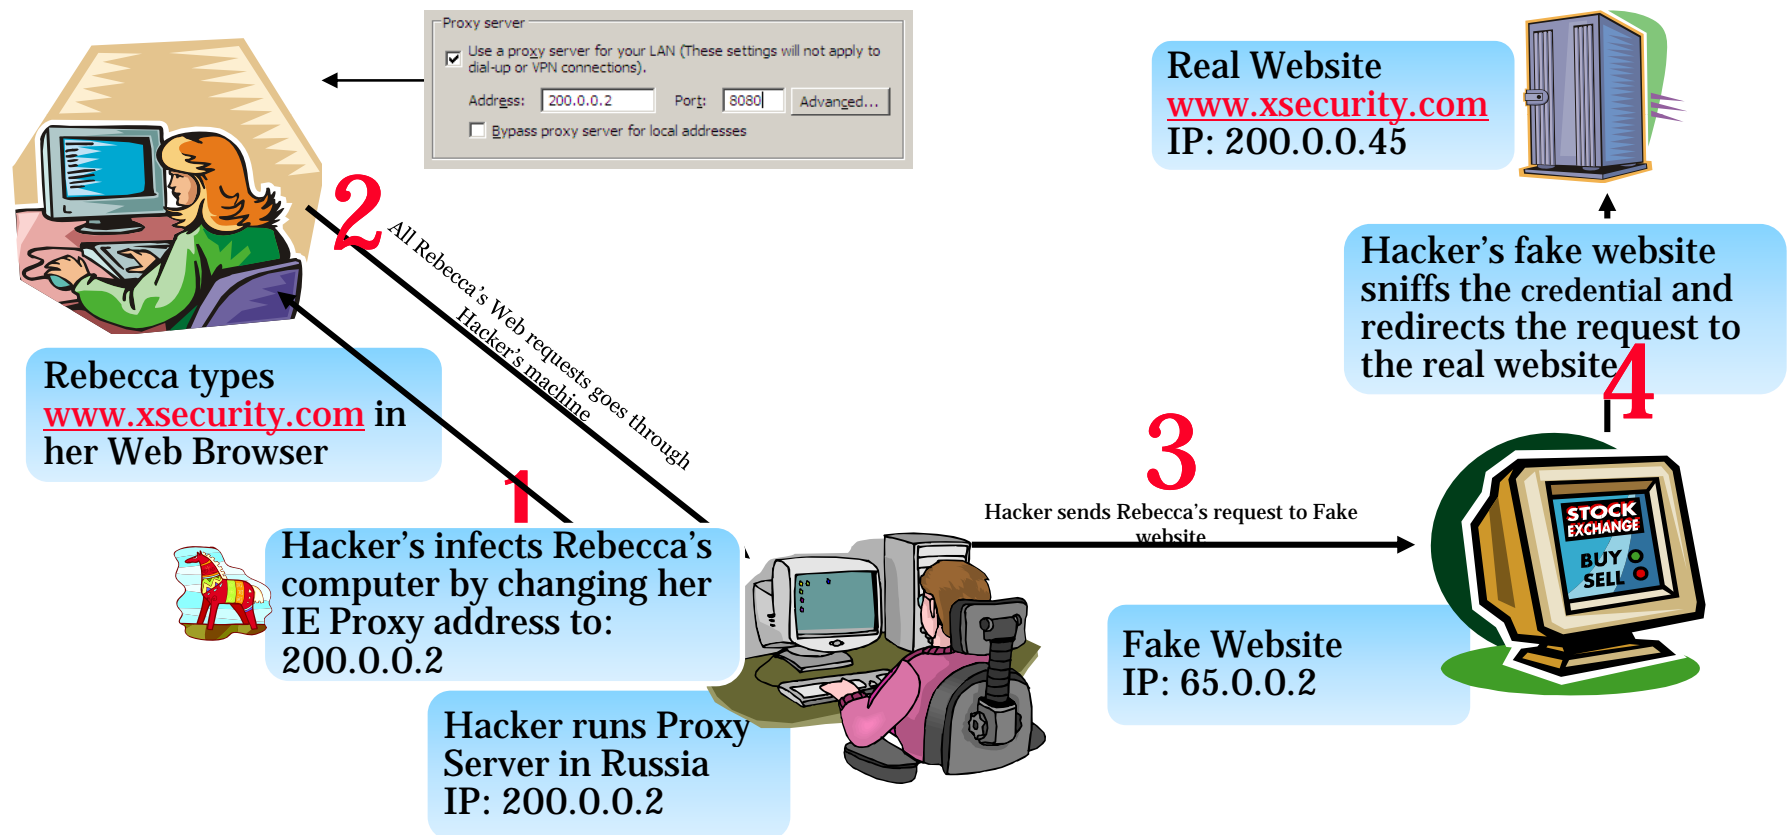 Proxy server
Use a proxy server for your LAN (These settings will not apply to
dial-up or VPN connections).
Address: 200.0.0.2 Port: 8080 Advanced...
Bypass proxy server for local addresses
Real Website
www.xsecurity.com
IP: 200.0.0.45
2
All Rebecca's Web requests goes through
Hacker's machine
Hacker's fake website
sniffs the credential and
redirects the request to
the real website
4
Rebecca types
www.xsecurity.com in
her Web Browser
1
3
Hacker sends Rebecca's request to Fake
website
STOCK
EXCHANGE
BUY
SELL
Hacker's infects Rebecca's
computer by changing her
IE Proxy address to:
200.0.0.2
Fake Website
IP: 65.0.0.2
Hacker runs Proxy
Server in Russia
IP: 200.0.0.2